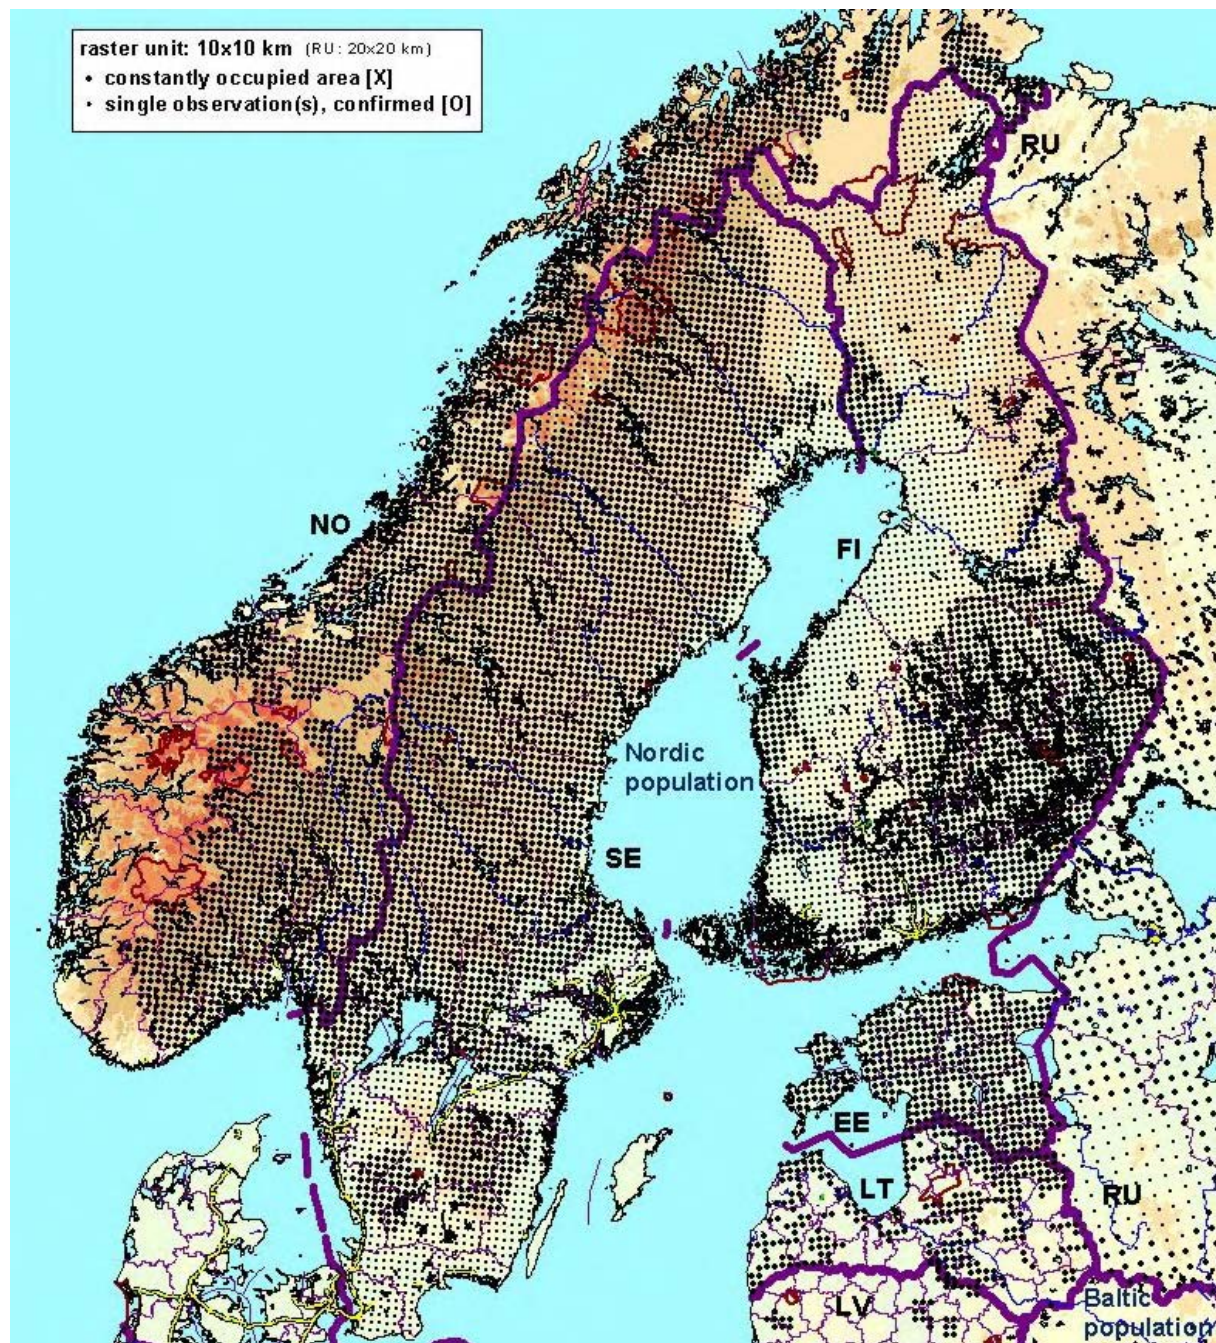 raster unit: 10x10 km (RU: 20x20 km)
• constantly occupied area [X]
• single observation(s), confirmed [O]
RU
NO
FI
Nordic
population
SE
EE
LT
RU
LV
Baltic
population